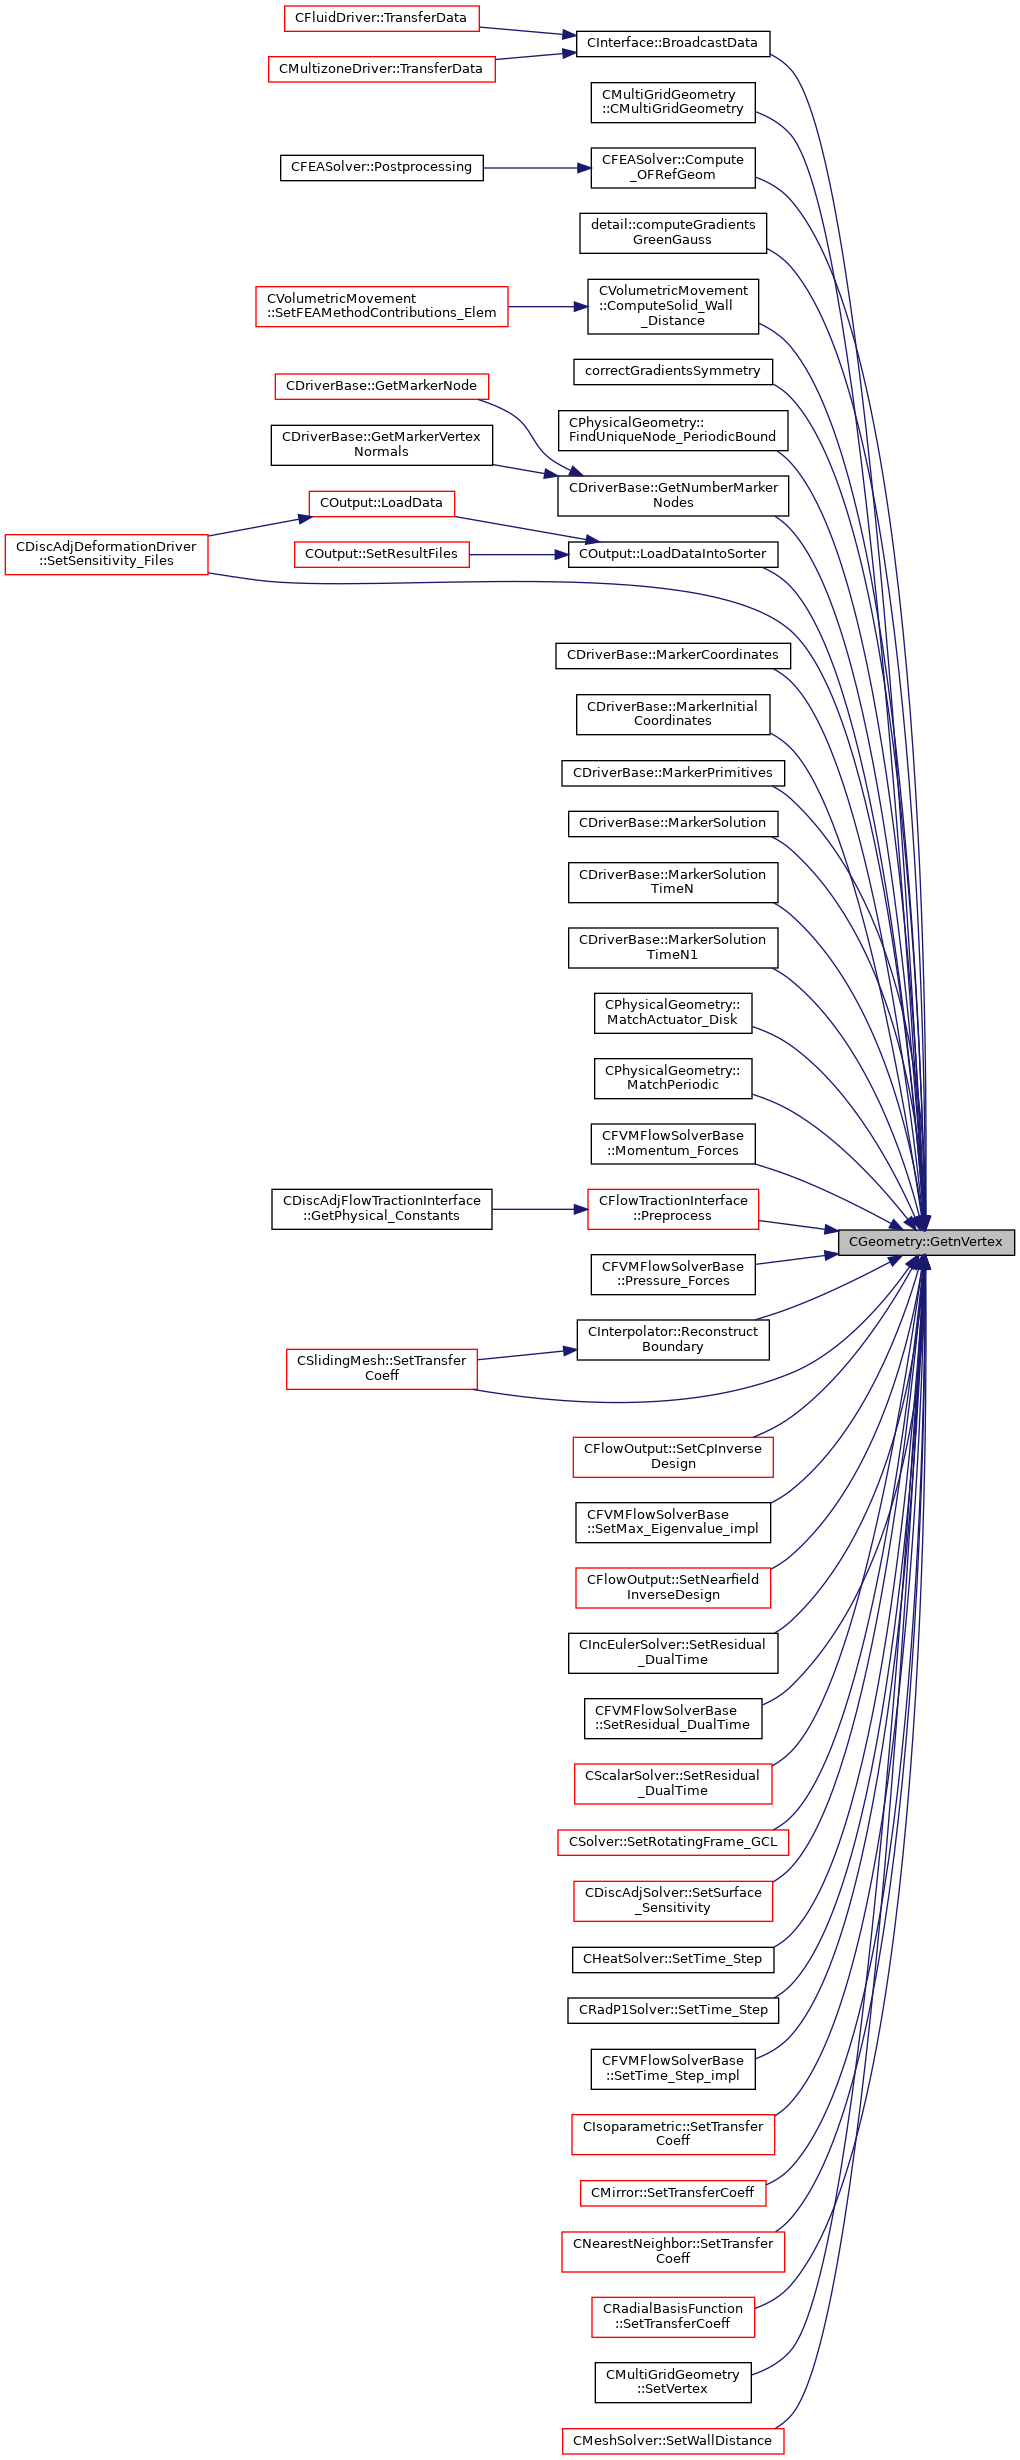 CFluidDriver::TransferData
CInterface::BroadcastData
CMultizoneDriver::TransferData
CMultiGridGeometry
::CMultiGridGeometry
CFEASolver::Postprocessing
CFEASolver::Compute
_OFRefGeom
detail::computeGradients
GreenGauss
CVolumetricMovement
::SetFEAMethodContributions_Elem
CVolumetricMovement
::ComputeSolid_Wall
_Distance
correctGradientsSymmetry
CDriverBase::GetMarkerNode
CPhysicalGeometry::
FindUniqueNode_PeriodicBound
CDriverBase::GetMarkerVertex
Normals
CDriverBase::GetNumberMarker
Nodes
COutput::LoadData
CDiscAdjDeformationDriver
::SetSensitivity_Files
COutput::SetResultFiles
COutput::LoadDataIntoSorter
CDriverBase::MarkerCoordinates
CDriverBase::MarkerInitial
Coordinates
CDriverBase::MarkerPrimitives
CDriverBase::MarkerSolution
CDriverBase::MarkerSolution
TimeN
CDriverBase::MarkerSolution
TimeN1
CPhysicalGeometry::
MatchActuator_Disk
CPhysicalGeometry::
MatchPeriodic
CFVMFlowSolverBase
::Momentum_Forces
CDiscAdjFlowTractionInterface
::GetPhysical_Constants
CFlowTractionInterface
::Preprocess
CGeometry::GetnVertex
CFVMFlowSolverBase
::Pressure_Forces
CInterpolator::Reconstruct
Boundary
CSlidingMesh::SetTransfer
Coeff
CFlowOutput::SetCpInverse
Design
CFVMFlowSolverBase
::SetMax_Eigenvalue_impl
CFlowOutput::SetNearfield
InverseDesign
CIncEulerSolver::SetResidual
_DualTime
CFVMFlowSolverBase
::SetResidual_DualTime
CScalarSolver::SetResidual
_DualTime
CSolver::SetRotatingFrame_GCL
CDiscAdjSolver::SetSurface
_Sensitivity
CHeatSolver::SetTime_Step
CRadP1Solver::SetTime_Step
CFVMFlowSolverBase
::SetTime_Step_impl
CIsoparametric::SetTransfer
Coeff
CMirror::SetTransferCoeff
CNearestNeighbor::SetTransfer
Coeff
CRadialBasisFunction
::SetTransferCoeff
CMultiGridGeometry
::SetVertex
CMeshSolver::SetWallDistance